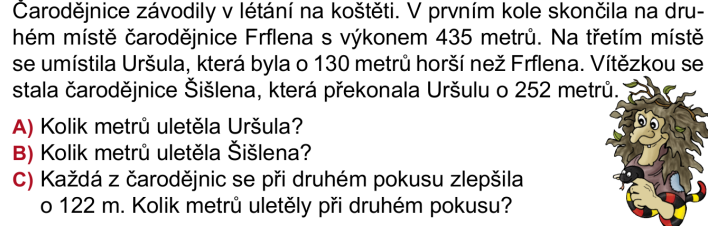 Čarodějnice závodily v létání na koštěti. V prvním kole skončila na dru-
hém místě čarodějnice Frflena s výkonem 435 metrů. Na třetím místě
se umístila Uršula, která byla o 130 metrů horší než Frflena. Vítězkou se
stala čarodějnice Šišlena, která překonala Uršulu o 252 metrů.
A) Kolik metrů uletěla Uršula?
B) Kolik metrů uletěla Šišlena?
C) Každá z čarodějnic se při druhém pokusu zlepšila
o 122 m. Kolik metrů uletěly při druhém pokusu?